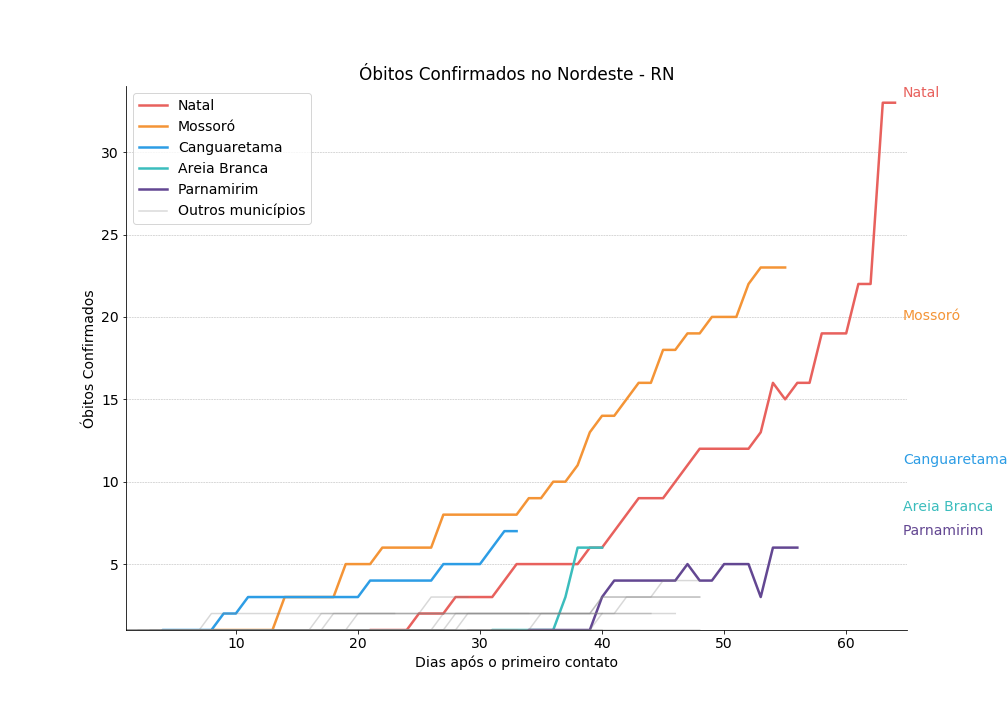 Óbitos Confirmados no Nordeste - RN
Natal
Mossoró
Canguaretama
Areia Branca
Parnamirim
Outros municípios
Natal
Mossoró
Canguaretama
Areia Branca
Parnamirim
Óbitos Confirmados
30
25
20
15
10
5
10 20 30 40 50 60
Dias após o primeiro contato